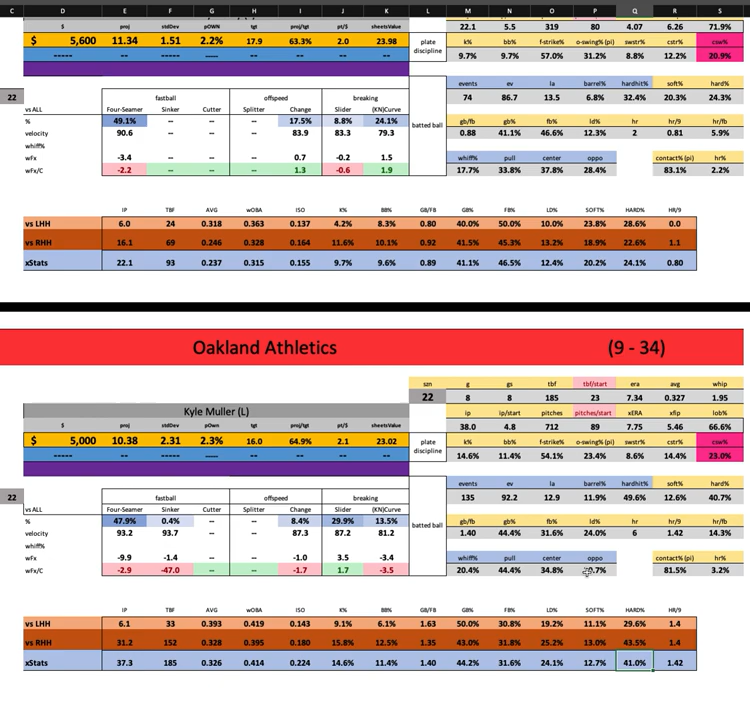 C D E F G H I J K L M N O P Q R S
$ proj stdDev pOWN tgt proj/tgt pt/$ sheetsValue 22.1 5.5 319 80 4.07 6.26 71.9%
$ 5,600 11.34 1.51 2.2% 17.9 63.3% 2.0 23.98 plate discipline k% bb% f-strike% o-swing% (pi) swstr% cstr% csw%
----- -- -- ----- -- -- -- -- 9.7% 9.7% 57.0% 31.2% 8.8% 12.2% 20.9%
events ev la barrel% hardhit% soft% hard%
22 fastball offspeed breaking 74 86.7 13.5 6.8% 32.4% 20.3% 24.3%
vs ALL Four-Seamer Sinker Cutter Splitter Change Slider (KN)Curve batted ball
% 49.1% -- -- -- 17.5% 8.8% 24.1% gb/fb gb% fb% ld% hr hr/9 hr/fb
velocity 90.6 -- -- -- 83.9 83.3 79.3 0.88 41.1% 46.6% 12.3% 2 0.81 5.9%
whiff%
wFx -3.4 -- -- -- 0.7 -0.2 1.5 whiff% pull center oppo contact% (pi) hr%
wFx/C -2.2 -- -- -- 1.3 -0.6 1.9 17.7% 33.8% 37.8% 28.4% 83.1% 2.2%
IP TBF AVG wOBA ISO K% BB% GB/FB GB% FB% LD% SOFT% HARD% HR/9
vs LHH 6.0 24 0.318 0.363 0.137 4.2% 8.3% 0.80 40.0% 50.0% 10.0% 23.8% 28.6% 0.0
vs RHH 16.1 69 0.246 0.328 0.164 11.6% 10.1% 0.92 41.5% 45.3% 13.2% 18.9% 22.6% 1.1
xStats 22.1 93 0.237 0.315 0.155 9.7% 9.6% 0.89 41.1% 46.5% 12.4% 20.2% 24.1% 0.80
Oakland Athletics (9 - 34)
szn g gs tbf tbf/start era avg whip
22 8 8 185 23 7.34 0.327 1.95
Kyle Muller (L) ip ip/start pitches pitches/start xERA xfip lob%
$ proj stdDev pOwn tgt proj/tgt pt/$ sheetsValue 38.0 4.8 712 89 7.75 5.46 66.6%
$ 5,000 10.38 2.31 2.3% 16.0 64.9% 2.1 23.02 plate discipline k% bb% f-strike% o-swing% (pi) swstr% cstr% csw%
----- -- -- ----- -- -- -- -- 14.6% 11.4% 54.1% 23.4% 8.6% 14.4% 23.0%
events ev la barrel% hardhit% soft% hard%
22 fastball offspeed breaking 135 92.2 12.9 11.9% 49.6% 12.6% 40.7%
vs ALL Four-Seamer Sinker Cutter Splitter Change Slider (KN)Curve batted ball
% 47.9% 0.4% -- -- 8.4% 29.9% 13.5% gb/fb gb% fb% ld% hr hr/9 hr/fb
velocity 93.2 93.7 -- -- 87.3 87.2 81.2 1.40 44.4% 31.6% 24.0% 6 1.42 14.3%
whiff%
wFx -9.9 -1.4 -- -- -1.0 3.5 -3.4 whiff% pull center oppo contact% (pi) hr%
wFx/C -2.9 -47.0 -- -- -1.7 1.7 -3.5 20.4% 44.4% 34.8% 81.5% 3.2%
IP TBF AVG wOBA ISO K% BB% GB/FB GB% FB% LD% SOFT% HARD% HR/9
vs LHH 6.1 33 0.393 0.419 0.143 9.1% 6.1% 1.63 50.0% 30.8% 19.2% 11.1% 29.6% 1.4
vs RHH 31.2 152 0.328 0.395 0.180 15.8% 12.5% 1.35 43.0% 31.8% 25.2% 13.0% 43.5% 1.4
xStats 37.3 185 0.326 0.414 0.224 14.6% 11.4% 1.40 44.2% 31.6% 24.1% 12.7% 41.0% 1.42